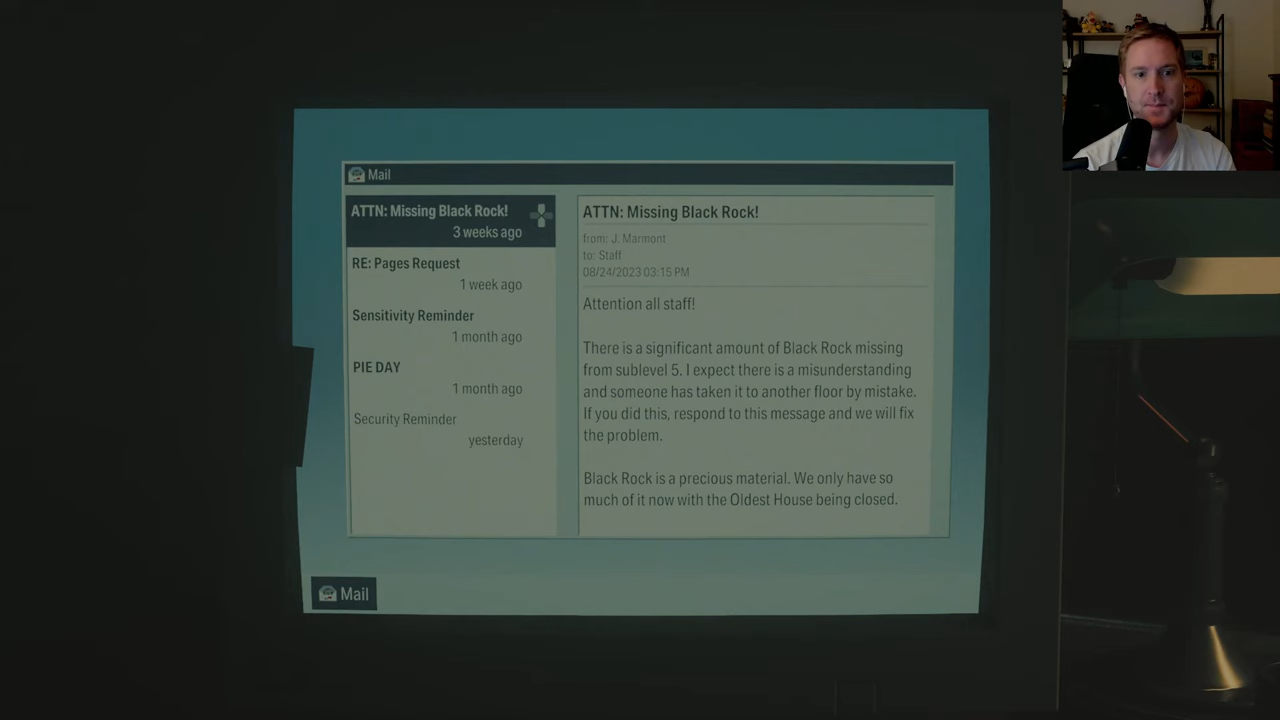 Mail
ATTN: Missing Black Rock!
3 weeks ago
RE: Pages Request
1 week ago
Sensitivity Reminder
1 month ago
PIE DAY
1 month ago
Security Reminder
yesterday
ATTN: Missing Black Rock!
from: J. Marmont
to: Staff
08/24/2023 03:15 PM
Attention all staff!
There is a significant amount of Black Rock missing
from sublevel 5. I expect there is a misunderstanding
and someone has taken it to another floor by mistake.
If you did this, respond to this message and we will fix
the problem.
Black Rock is a precious material. We only have so
much of it now with the Oldest House being closed.
Mail